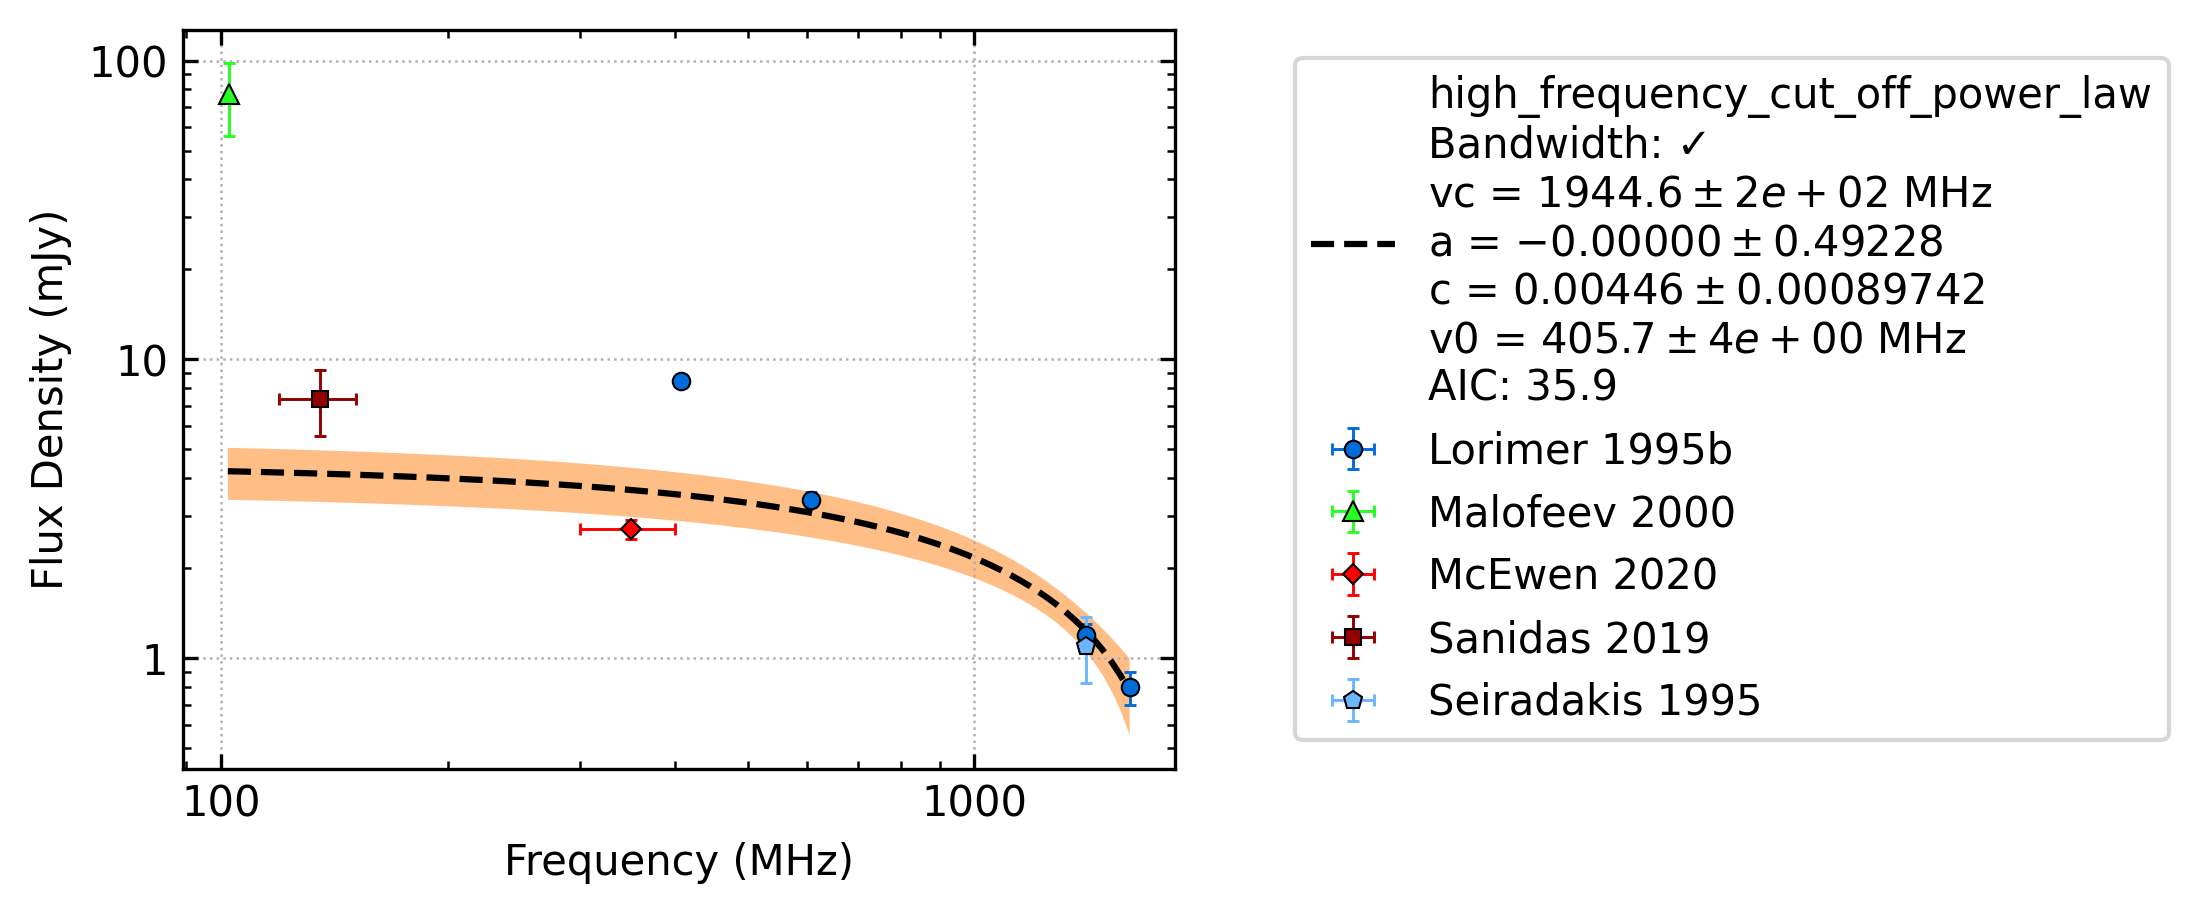 100
10
1
Flux Density (mJy)
100
1000
Frequency (MHz)
high_frequency_cut_off_power_law
Bandwidth: ✓
vc = 1944.6 ± 2e + 02 MHz
a = −0.00000 ± 0.49228
c = 0.00446 ± 0.00089742
v0 = 405.7 ± 4e + 00 MHz
AIC: 35.9
Lorimer 1995b
Malofeev 2000
McEwen 2020
Sanidas 2019
Seiradakis 1995